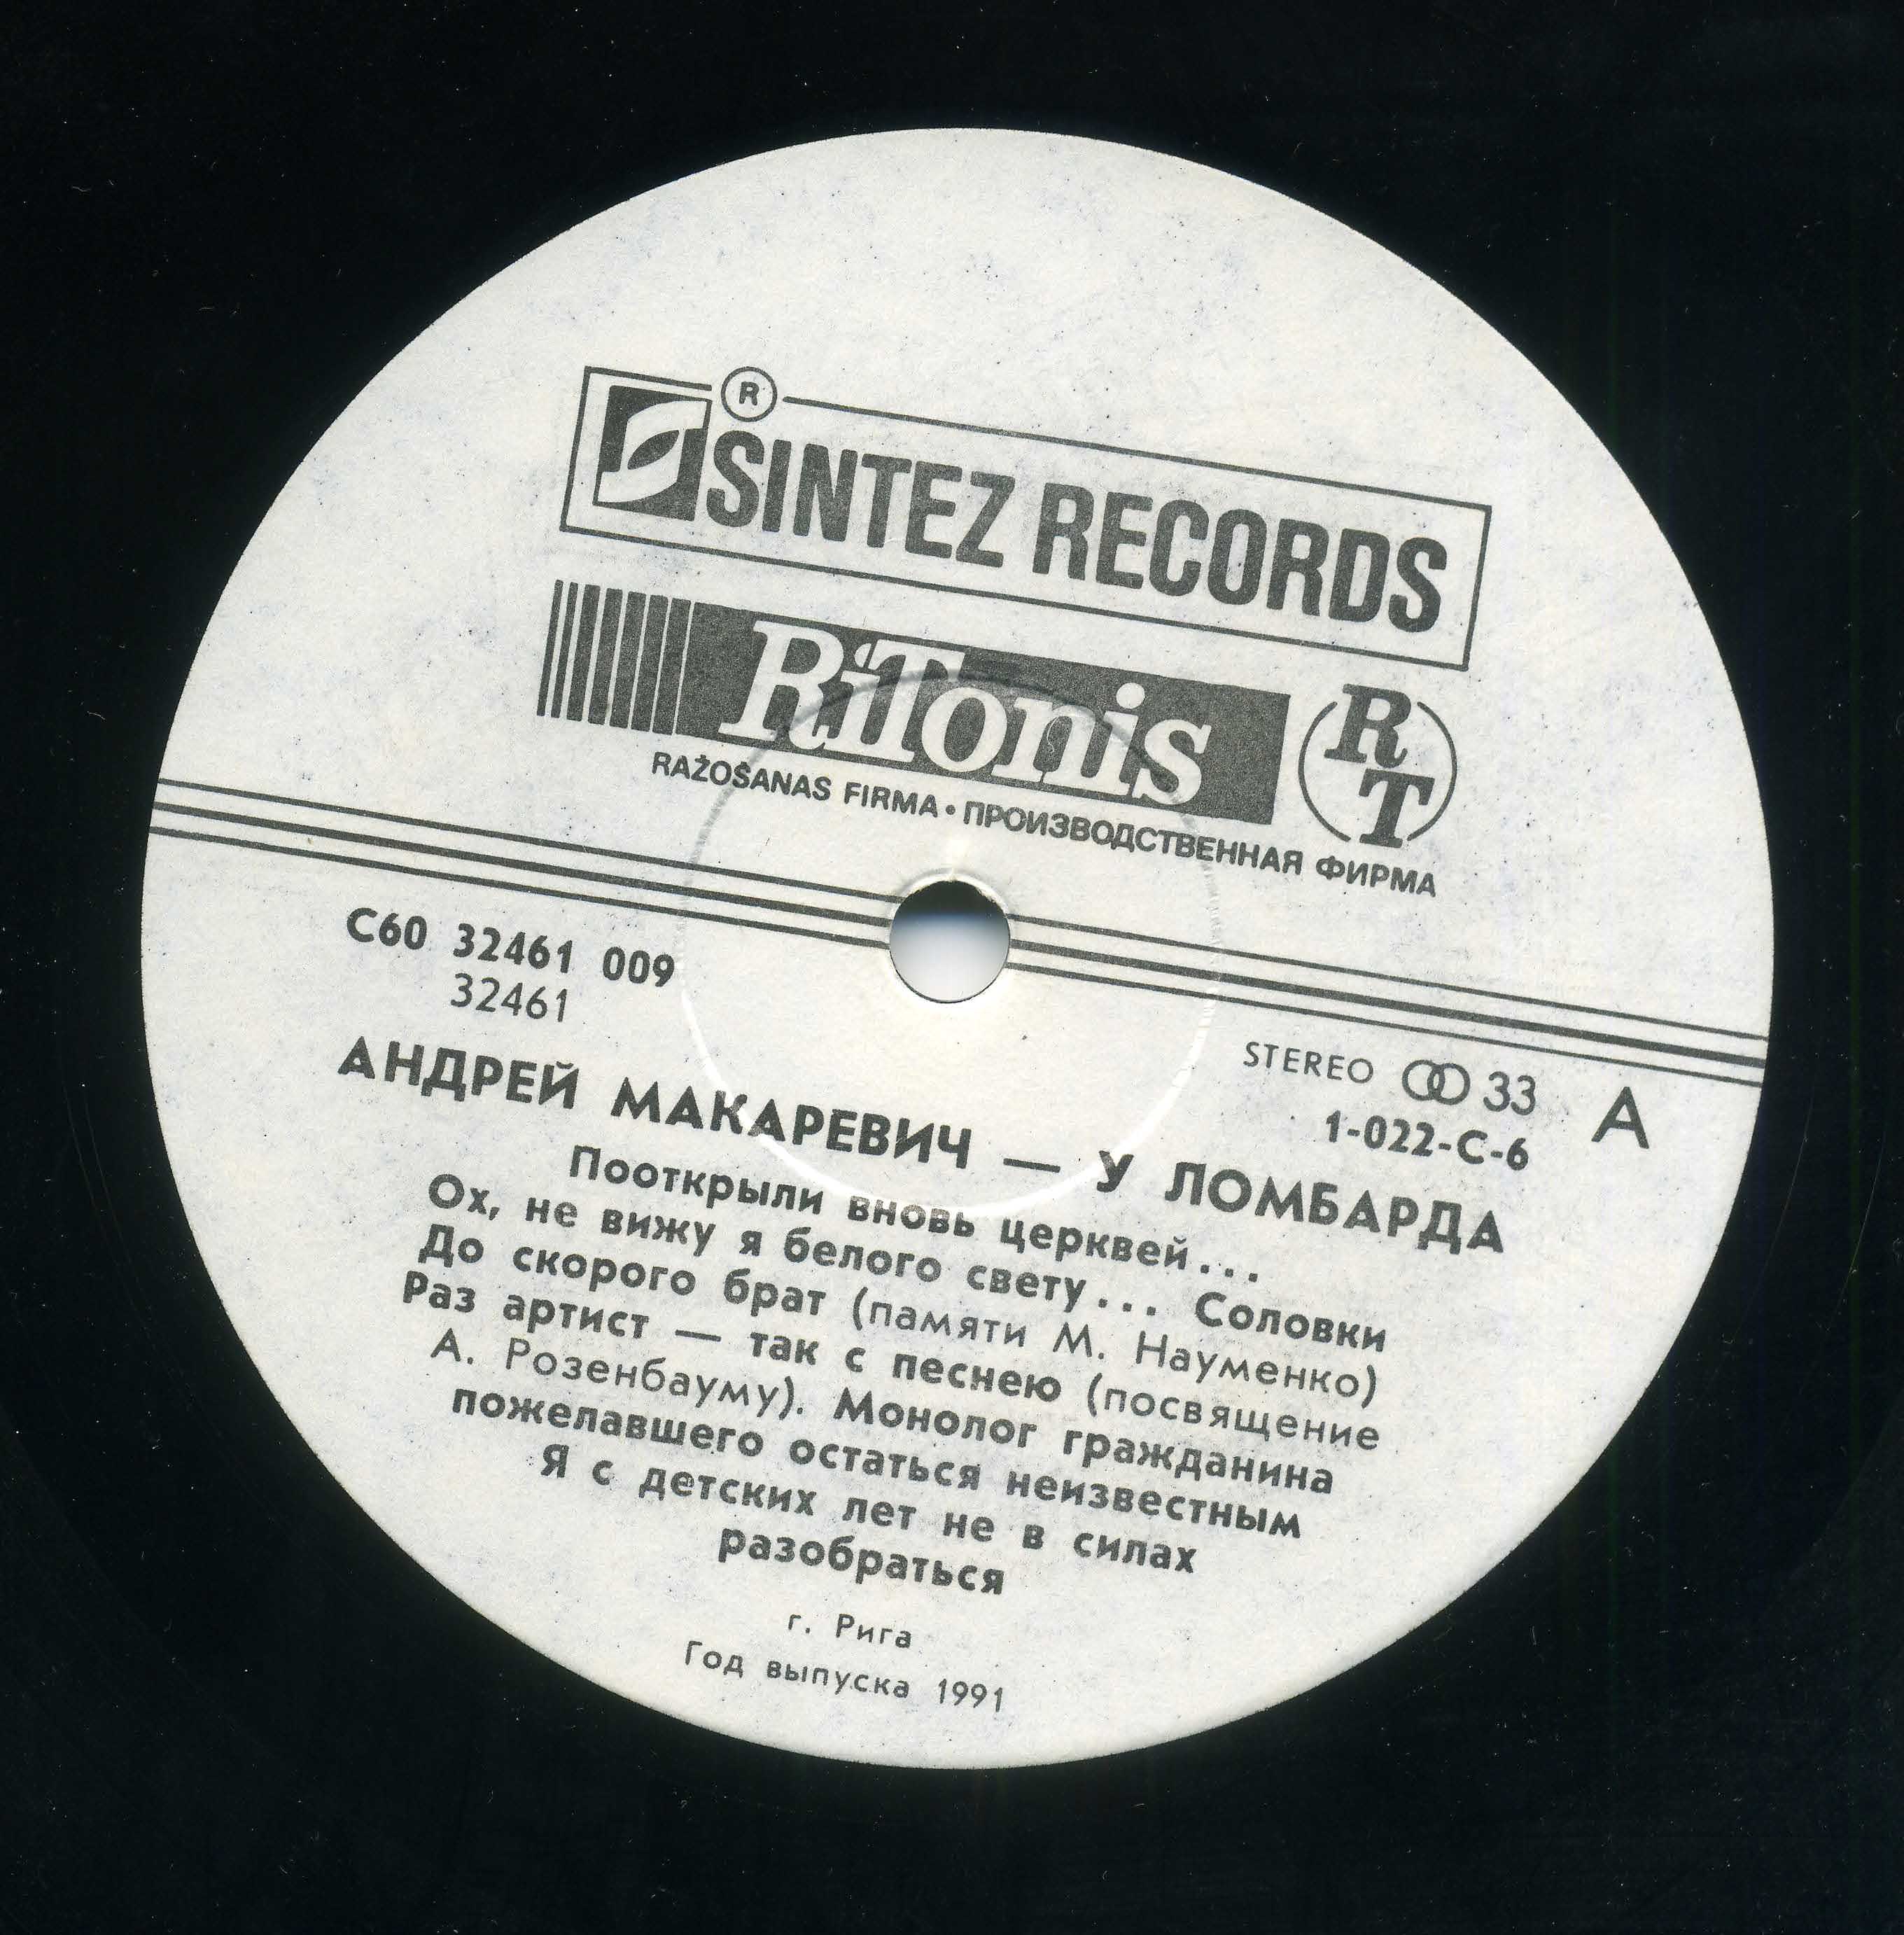 ®
SINTEZ RECORDS
RiTonis
RT
RAŽOŠANAS FIRMA • ПРОИЗВОДСТВЕННАЯ ФИРМА
С60 32461 009
32461
STEREO 33 A
1-022-C-6
АНДРЕЙ МАКАРЕВИЧ — У ЛОМБАРДА
Пооткрыли вновь церквей...
Ох, не вижу я белого свету... Соловки
До скорого брат (памяти М. Науменко)
Раз артист — так с песнею (посвящение
А. Розенбауму). Монолог гражданина
пожелавшего остаться неизвестным
Я с детских лет не в силах
разобраться
г. Рига
Год выпуска 1991